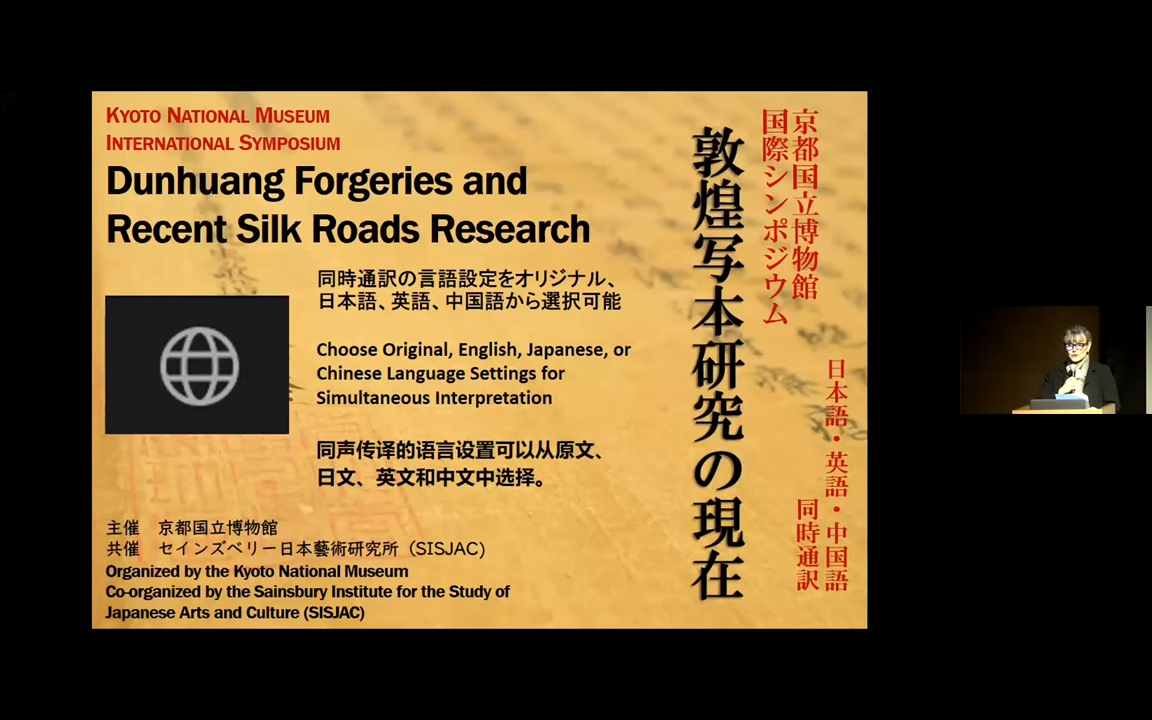 KYOTO NATIONAL MUSEUM
INTERNATIONAL SYMPOSIUM
Dunhuang Forgeries and
Recent Silk Roads Research
同時通訳の言語設定をオリジナル、
日本語、英語、中国語から選択可能
Choose Original, English, Japanese, or
Chinese Language Settings for
Simultaneous Interpretation
同声传译的语言设置可以从原文、
日文、英文和中文中选择。
主催 京都国立博物館
共催 セインズベリー日本藝術研究所（SISJAC)
Organized by the Kyoto National Museum
Co-organized by the Sainsbury Institute for the Study of
Japanese Arts and Culture (SISJAC)
京都国立博物館
国際シンポジウム
敦煌写本研究の現在
日本語・英語・中国語
同時通訳